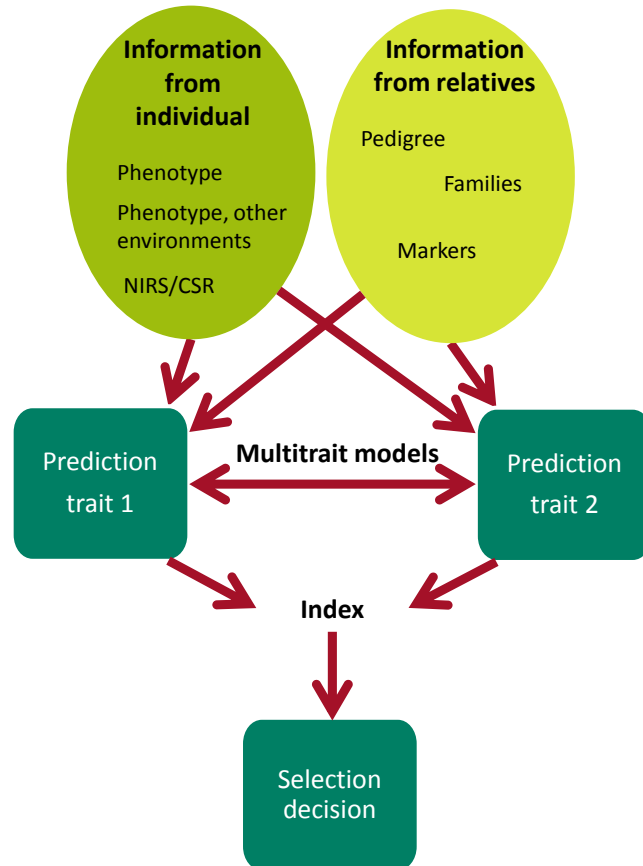 Information
from
individual
Phenotype
Phenotype, other
environments
NIRS/CSR
Information
from relatives
Pedigree
Families
Markers
Prediction
trait 1
Multitrait models
Prediction
trait 2
Index
Selection
decision